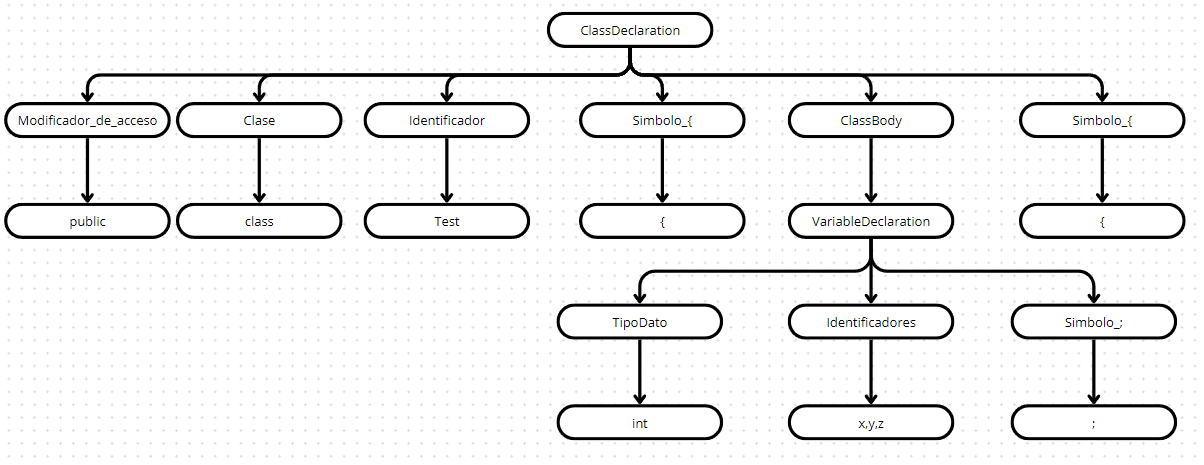 ClassDeclaration
Modificador_de_acceso
Clase
Identificador
Simbolo_{
ClassBody
Simbolo_{
public
class
Test
{
VariableDeclaration
{
TipoDato
Identificadores
Simbolo_;
int
x,y,z
;